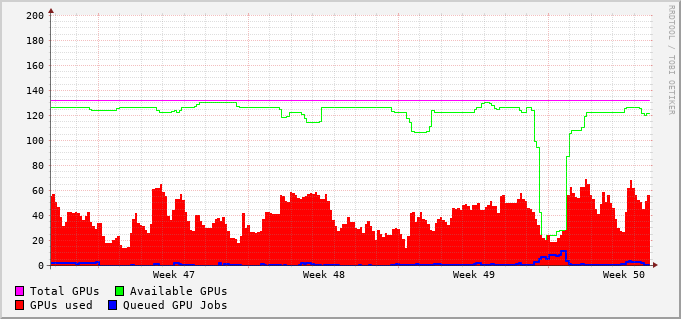 200
180
160
140
120
100
80
60
40
20
0
Week 47 Week 48 Week 49 Week 50
Total GPUs Available GPUs
GPUs used Queued GPU Jobs
RRDTOOL / TOBI OETIKER